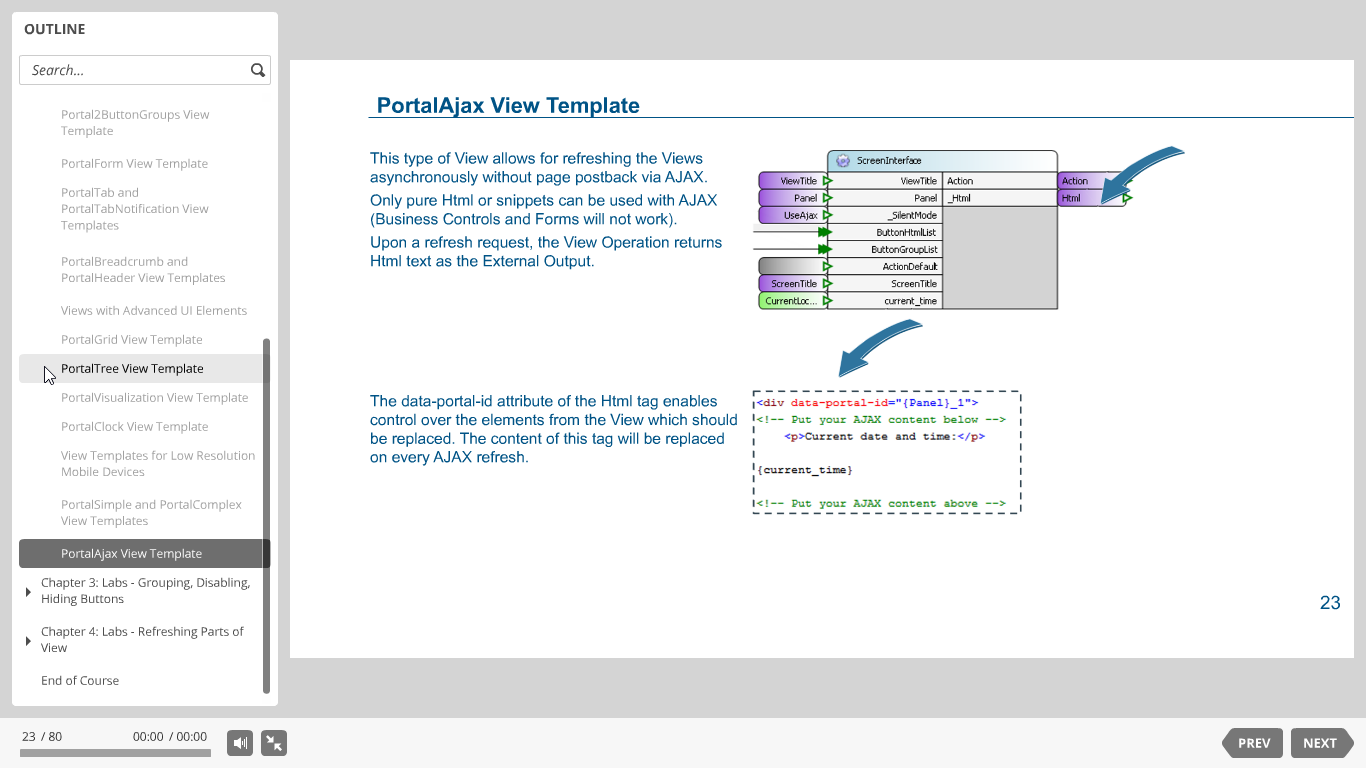 OUTLINE
Search...
Portal2ButtonGroups View
Template
PortalForm View Template
PortalTab and
PortalTabNotification View
Templates
PortalBreadcrumb and
PortalHeader View Templates
Views with Advanced UI Elements
PortalGrid View Template
PortalTree View Template
PortalVisualization View Template
PortalClock View Template
View Templates for Low Resolution
Mobile Devices
PortalSimple and PortalComplex
View Templates
PortalAjax View Template
Chapter 3: Labs - Grouping, Disabling,
Hiding Buttons
Chapter 4: Labs - Refreshing Parts of
View
End of Course
PortalAjax View Template
This type of View allows for refreshing the Views
asynchronously without page postback via AJAX.
Only pure Html or snippets can be used with AJAX
(Business Controls and Forms will not work).
Upon a refresh request, the View Operation returns
Html text as the External Output.
ScreenInterface
ViewTitle ViewTitle Action Action
Panel Panel _Html Html
UseAjax _SilentMode
ButtonHtmlList
ButtonGroupList
ActionDefault
ScreenTitle ScreenTitle
CurrentLoc... current_time
The data-portal-id attribute of the Html tag enables
control over the elements from the View which should
be replaced. The content of this tag will be replaced
on every AJAX refresh.
<div data-portal-id="{Panel}_1">
<!-- Put your AJAX content below -->
<p>Current date and time:</p>
{current_time}
<!-- Put your AJAX content above -->
23
23 / 80
00:00 / 00:00
PREV
NEXT